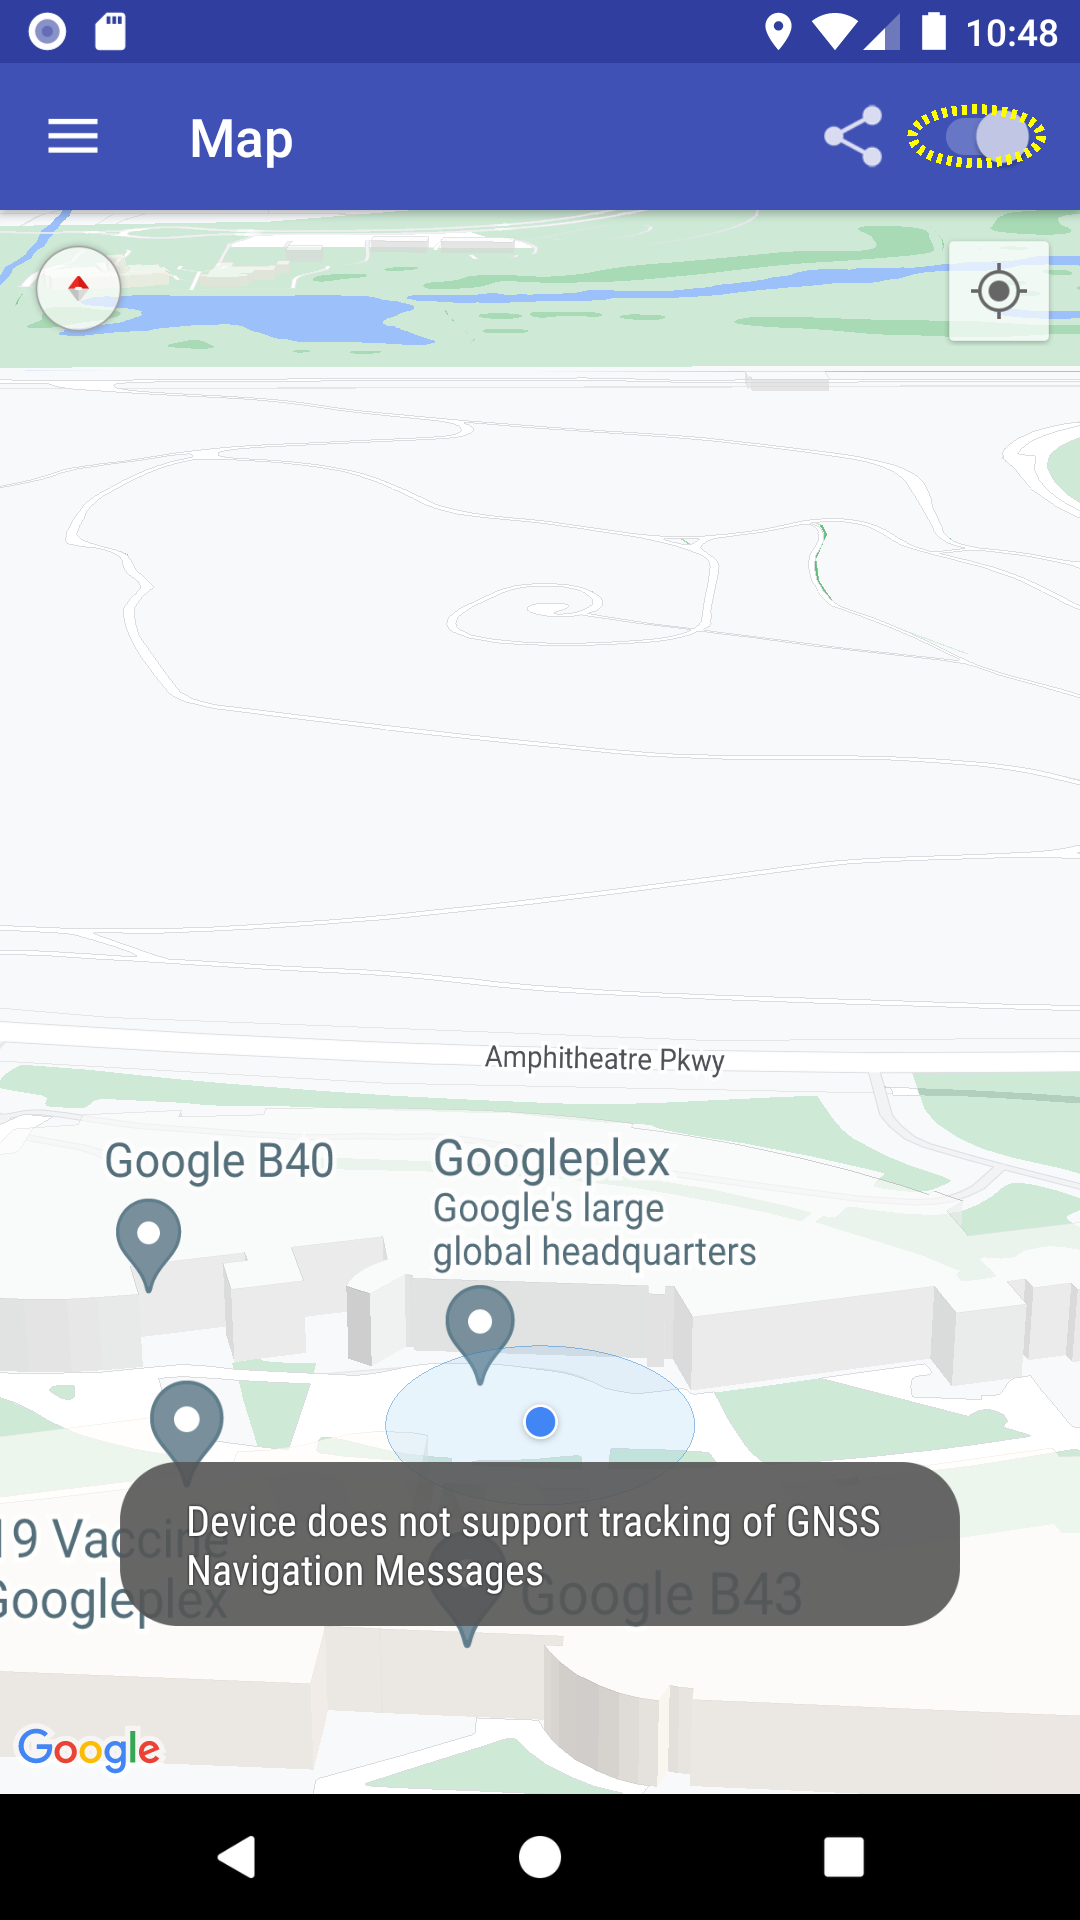 10:48
Map
Amphitheatre Pkwy
Google B40
Googleplex
Google's large
global headquarters
19 Vaccine
Googleplex
Device does not support tracking of GNSS
Navigation Messages
Google B43
Google